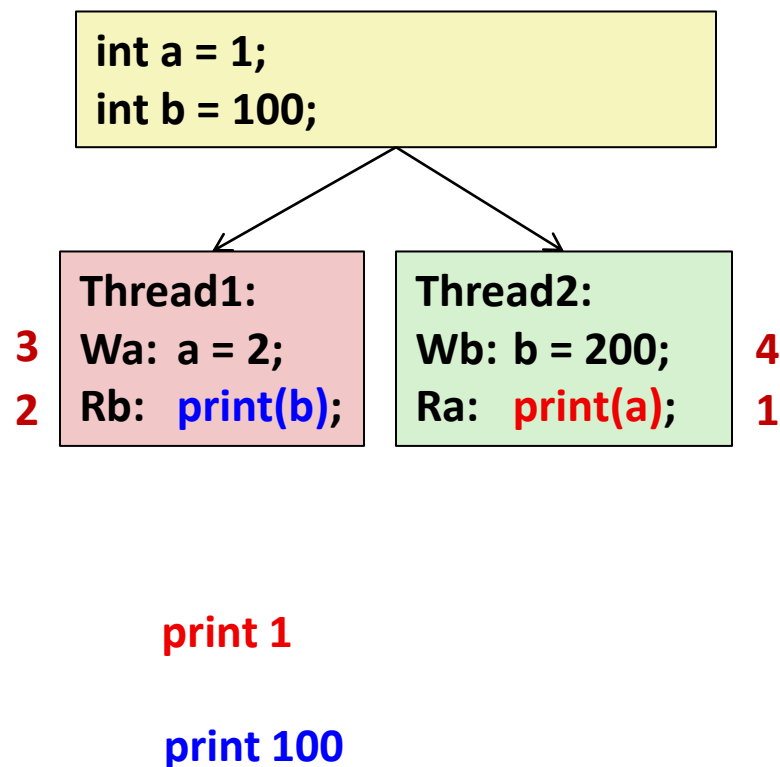 int a = 1;
int b = 100;
Thread1:
3 Wa: a = 2;
2 Rb: print(b);
Thread2:
Wb: b = 200; 4
Ra: print(a); 1
print 1
print 100